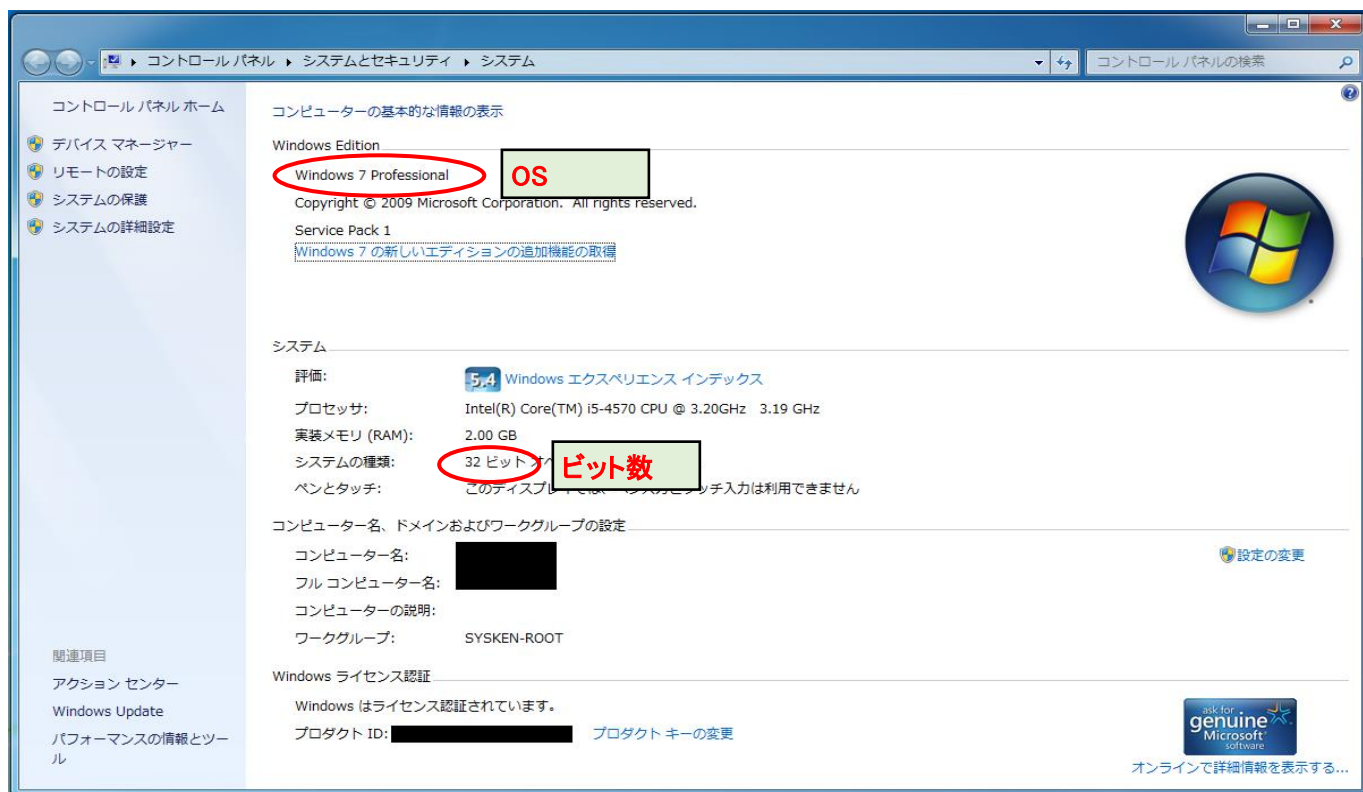 コントロール パネル ▸ システムとセキュリティ ▸ システム
コントロール パネルの検索
コントロール パネル ホーム
デバイス マネージャー
リモートの設定
システムの保護
システムの詳細設定
コンピューターの基本的な情報の表示
Windows Edition
Windows 7 Professional
OS
Copyright © 2009 Microsoft Corporation. All rights reserved.
Service Pack 1
Windows 7 の新しいエディションの追加機能の取得
システム
評価:
5.4 Windows エクスペリエンス インデックス
プロセッサ: Intel(R) Core(TM) i5-4570 CPU @ 3.20GHz 3.19 GHz
実装メモリ (RAM): 2.00 GB
システムの種類: 32 ビット オ
ビット数
ペンとタッチ: このディスプレイでは、ペン入力とタッチ入力は利用できません
コンピューター名、ドメインおよびワークグループの設定
コンピューター名:
設定の変更
フル コンピューター名:
コンピューターの説明:
ワークグループ: SYSKEN-ROOT
Windows ライセンス認証
Windows はライセンス認証されています。
プロダクト ID: プロダクト キーの変更
関連項目
アクション センター
Windows Update
パフォーマンスの情報とツー
ル
ask for
genuine
Microsoft
software
オンラインで詳細情報を表示する...